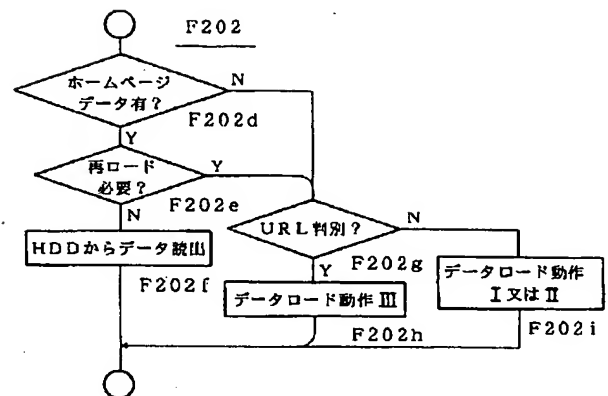 F202
ホームページ
データ有?
N
F202d
Y
再ロード
必要?
Y
F202e
N
HDDからデータ読出
F202f
URL判別?
N
F202g
Y
データロード動作Ⅲ
F202h
データロード動作
Ⅰ又はⅡ
F202i